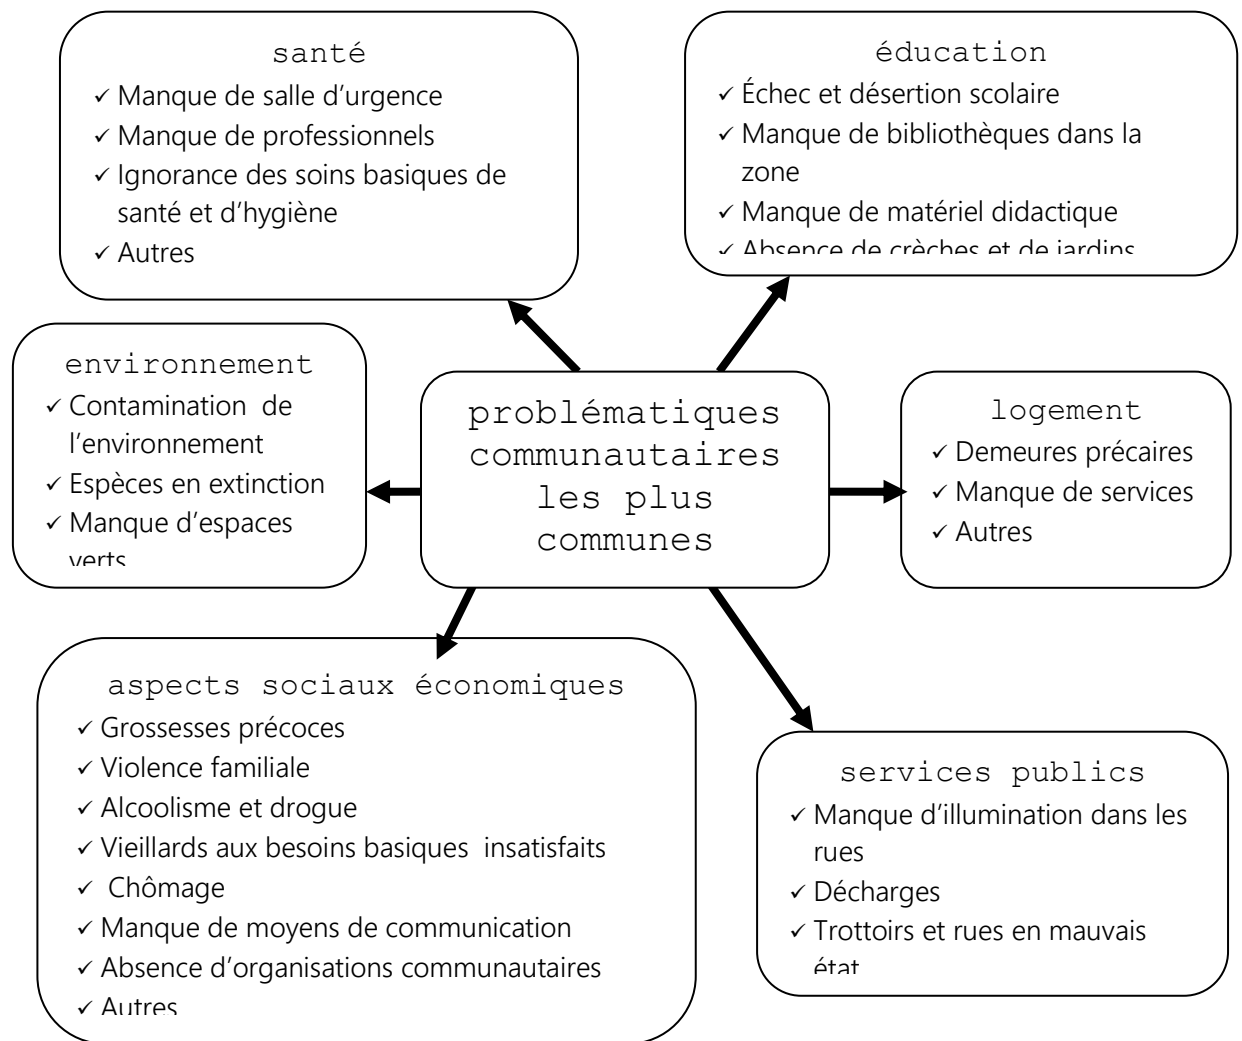 santé
✓ Manque de salle d’urgence
✓ Manque de professionnels
✓ Ignorance des soins basiques de
santé et d’hygiène
✓ Autres
éducation
✓ Échec et désertion scolaire
✓ Manque de bibliothèques dans la
zone
✓ Manque de matériel didactique
✓ Absence de crèches et de jardins
environnement
✓ Contamination de
l’environnement
✓ Espèces en extinction
✓ Manque d’espaces
verts
problématiques
communautaires
les plus
communes
logement
✓ Demeures précaires
✓ Manque de services
✓ Autres
aspects sociaux économiques
✓ Grossesses précoces
✓ Violence familiale
✓ Alcoolisme et drogue
✓ Vieillards aux besoins basiques insatisfaits
✓ Chômage
✓ Manque de moyens de communication
✓ Absence d’organisations communautaires
✓ Autres
services publics
✓ Manque d’illumination dans les
rues
✓ Décharges
✓ Trottoirs et rues en mauvais
état